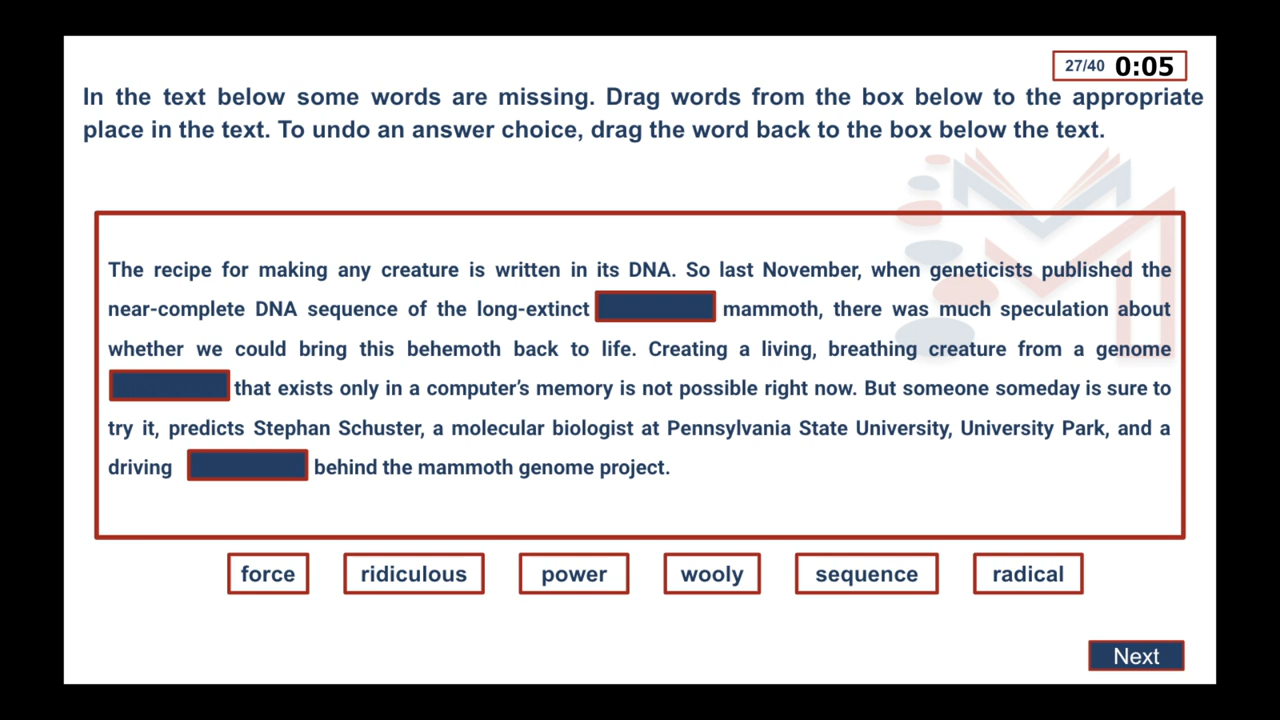 27/40 0:05
In the text below some words are missing. Drag words from the box below to the appropriate
place in the text. To undo an answer choice, drag the word back to the box below the text.
The recipe for making any creature is written in its DNA. So last November, when geneticists published the
near-complete DNA sequence of the long-extinct mammoth, there was much speculation about
whether we could bring this behemoth back to life. Creating a living, breathing creature from a genome
that exists only in a computer’s memory is not possible right now. But someone someday is sure to
try it, predicts Stephan Schuster, a molecular biologist at Pennsylvania State University, University Park, and a
driving behind the mammoth genome project.
force ridiculous power wooly sequence radical
Next